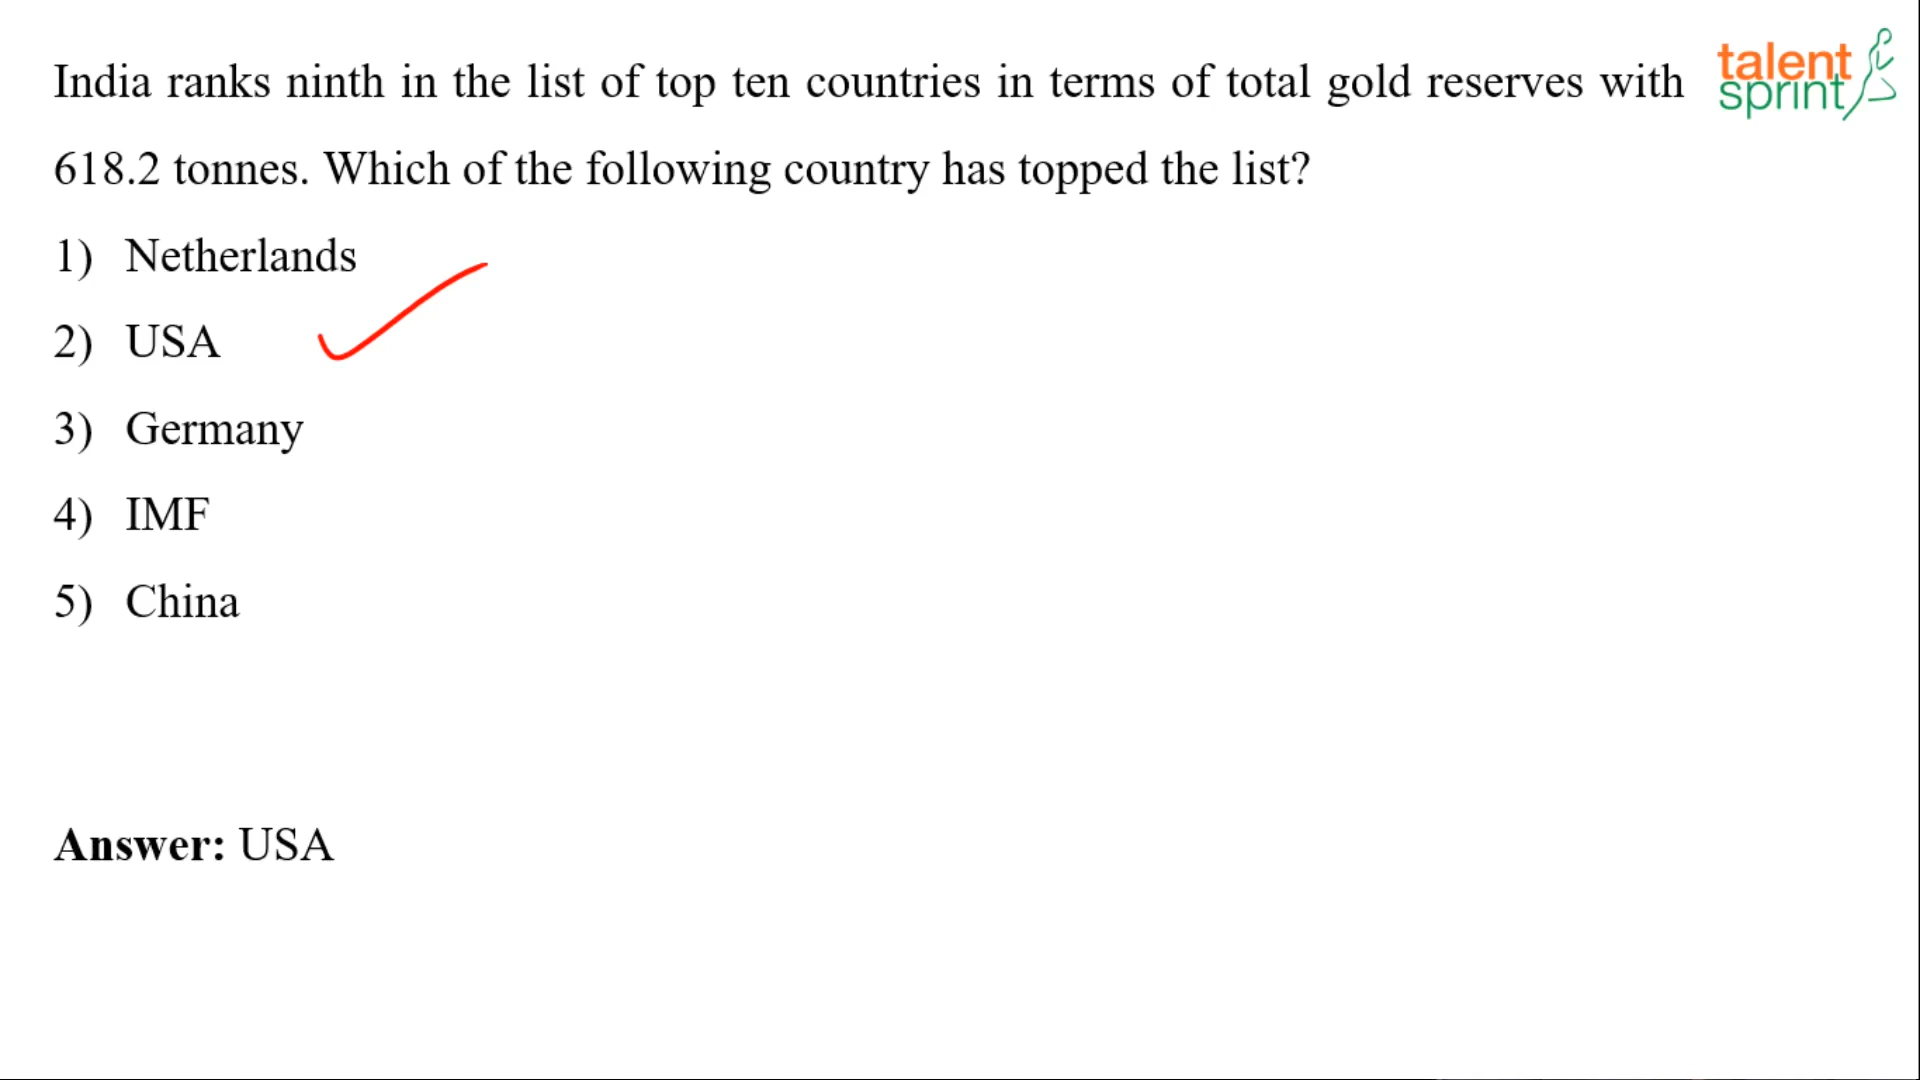 India ranks ninth in the list of top ten countries in terms of total gold reserves with
618.2 tonnes. Which of the following country has topped the list?
1) Netherlands
2) USA
3) Germany
4) IMF
5) China
Answer: USA
talent
sprint